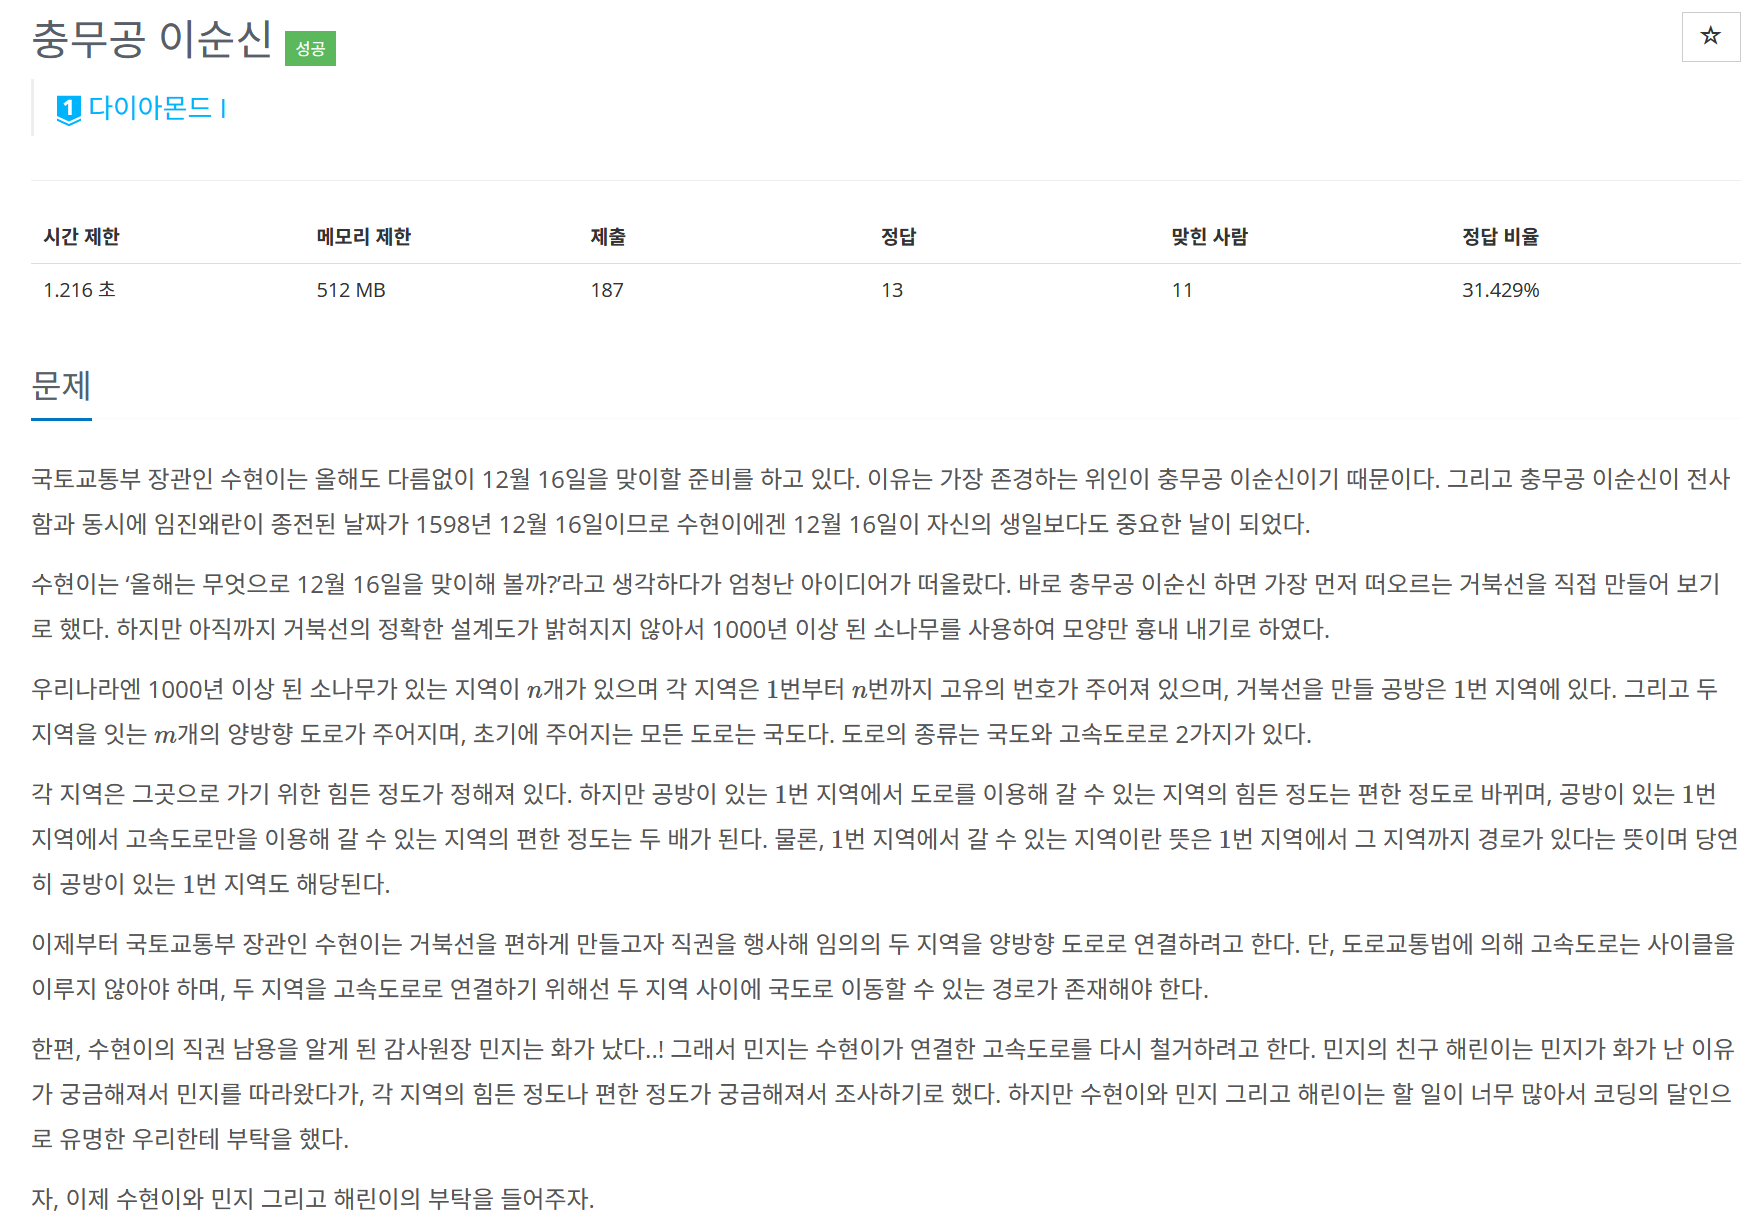 충무공 이순신 성공
☆
1 다이아몬드 I
시간 제한 메모리 제한 제출 정답 맞힌 사람 정답 비율
1.216 초 512 MB 187 13 11 31.429%
문제
국토교통부 장관인 수현이는 올해도 다름없이 12월 16일을 맞이할 준비를 하고 있다. 이유는 가장 존경하는 위인이 충무공 이순신이기 때문이다. 그리고 충무공 이순신이 전사
함과 동시에 임진왜란이 종전된 날짜가 1598년 12월 16일이므로 수현이에겐 12월 16일이 자신의 생일보다도 중요한 날이 되었다.
수현이는 ‘올해는 무엇으로 12월 16일을 맞이해 볼까?’라고 생각하다가 엄청난 아이디어가 떠올랐다. 바로 충무공 이순신 하면 가장 먼저 떠오르는 거북선을 직접 만들어 보기
로 했다. 하지만 아직까지 거북선의 정확한 설계도가 밝혀지지 않아서 1000년 이상 된 소나무를 사용하여 모양만 흉내 내기로 하였다.
우리나라엔 1000년 이상 된 소나무가 있는 지역이 n개가 있으며 각 지역은 1번부터 n번까지 고유의 번호가 주어져 있으며, 거북선을 만들 공방은 1번 지역에 있다. 그리고 두
지역을 잇는 m개의 양방향 도로가 주어지며, 초기에 주어지는 모든 도로는 국도다. 도로의 종류는 국도와 고속도로로 2가지가 있다.
각 지역은 그곳으로 가기 위한 힘든 정도가 정해져 있다. 하지만 공방이 있는 1번 지역에서 도로를 이용해 갈 수 있는 지역의 힘든 정도는 편한 정도로 바뀌며, 공방이 있는 1번
지역에서 고속도로만을 이용해 갈 수 있는 지역의 편한 정도는 두 배가 된다. 물론, 1번 지역에서 갈 수 있는 지역이란 뜻은 1번 지역에서 그 지역까지 경로가 있다는 뜻이며 당연
히 공방이 있는 1번 지역도 해당된다.
이제부터 국토교통부 장관인 수현이는 거북선을 편하게 만들고자 직권을 행사해 임의의 두 지역을 양방향 도로로 연결하려고 한다. 단, 도로교통법에 의해 고속도로는 사이클을
이루지 않아야 하며, 두 지역을 고속도로로 연결하기 위해선 두 지역 사이에 국도로 이동할 수 있는 경로가 존재해야 한다.
한편, 수현이의 직권 남용을 알게 된 감사원장 민지는 화가 났다..! 그래서 민지는 수현이가 연결한 고속도로를 다시 철거하려고 한다. 민지의 친구 해린이는 민지가 화가 난 이유
가 궁금해져서 민지를 따라왔다가, 각 지역의 힘든 정도나 편한 정도가 궁금해져서 조사하기로 했다. 하지만 수현이와 민지 그리고 해린이는 할 일이 너무 많아서 코딩의 달인으
로 유명한 우리한테 부탁을 했다.
자, 이제 수현이와 민지 그리고 해린이의 부탁을 들어주자.